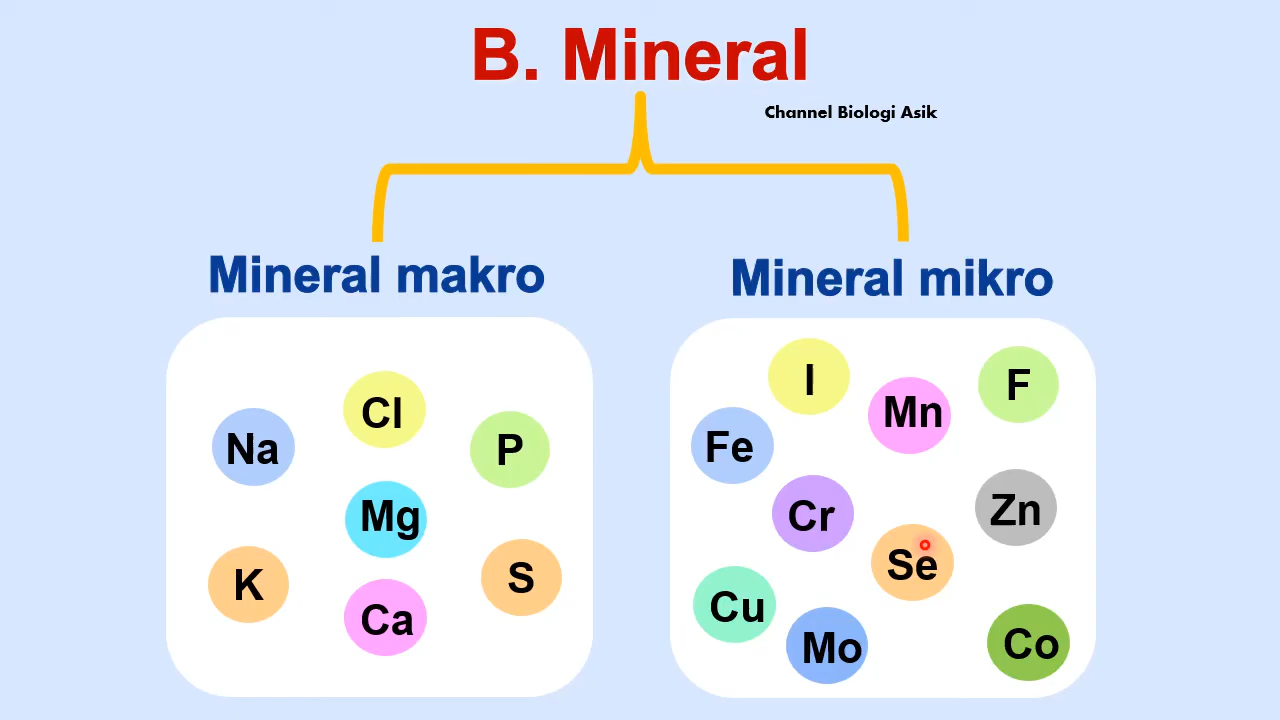 B. Mineral
Channel Biologi Asik
Mineral makro
Na
Cl
P
Mg
K
Ca
S
Mineral mikro
I
Mn
F
Fe
Cr
Zn
Se
Cu
Mo
Co